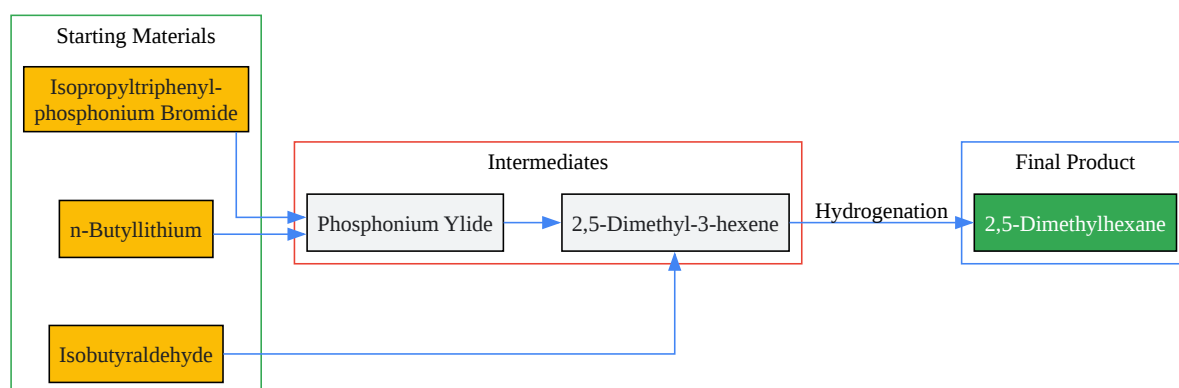 Starting Materials
Isopropyltriphenyl-
phosphonium Bromide
n-Butyllithium
Isobutyraldehyde
Intermediates
Phosphonium Ylide
2,5-Dimethyl-3-hexene
Hydrogenation
Final Product
2,5-Dimethylhexane